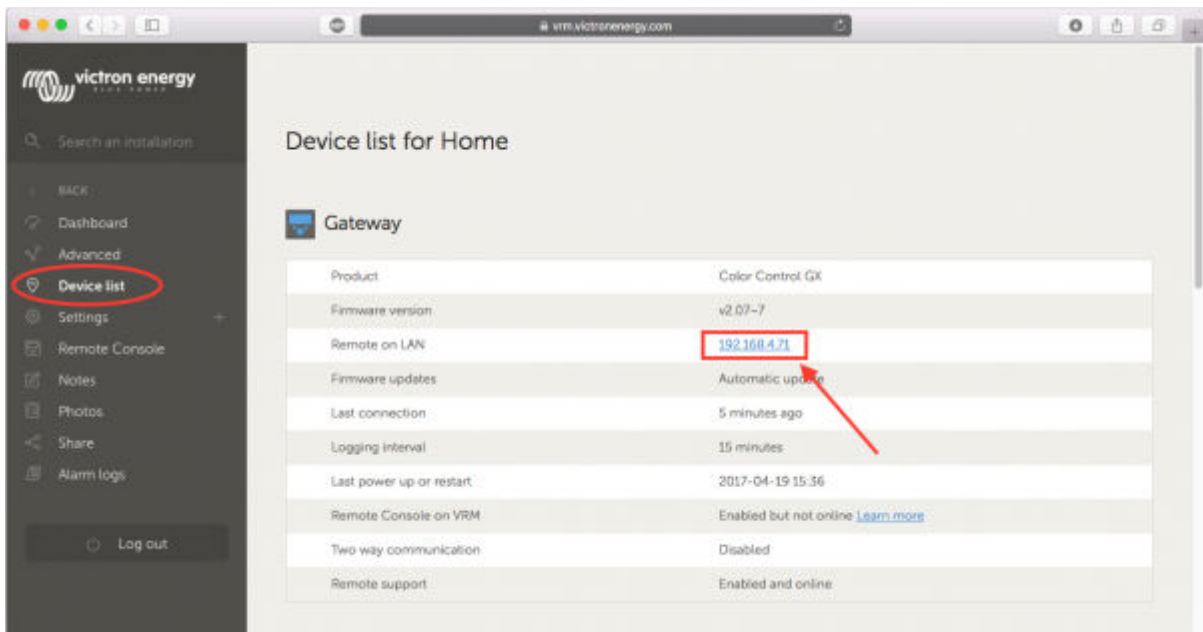 vrm.victronenergy.com
victron energy
BLUE POWER
Search an installation
BACK
Dashboard
Advanced
Device list
Settings
Remote Console
Notes
Photos
Share
Alarm logs
Log out
Device list for Home
Gateway
Product Color Control GX
Firmware version v2.07~7
Remote on LAN 192.168.4.71
Firmware updates Automatic update
Last connection 5 minutes ago
Logging interval 15 minutes
Last power up or restart 2017-04-19 15:36
Remote Console on VRM Enabled but not online Learn more
Two way communication Disabled
Remote support Enabled and online